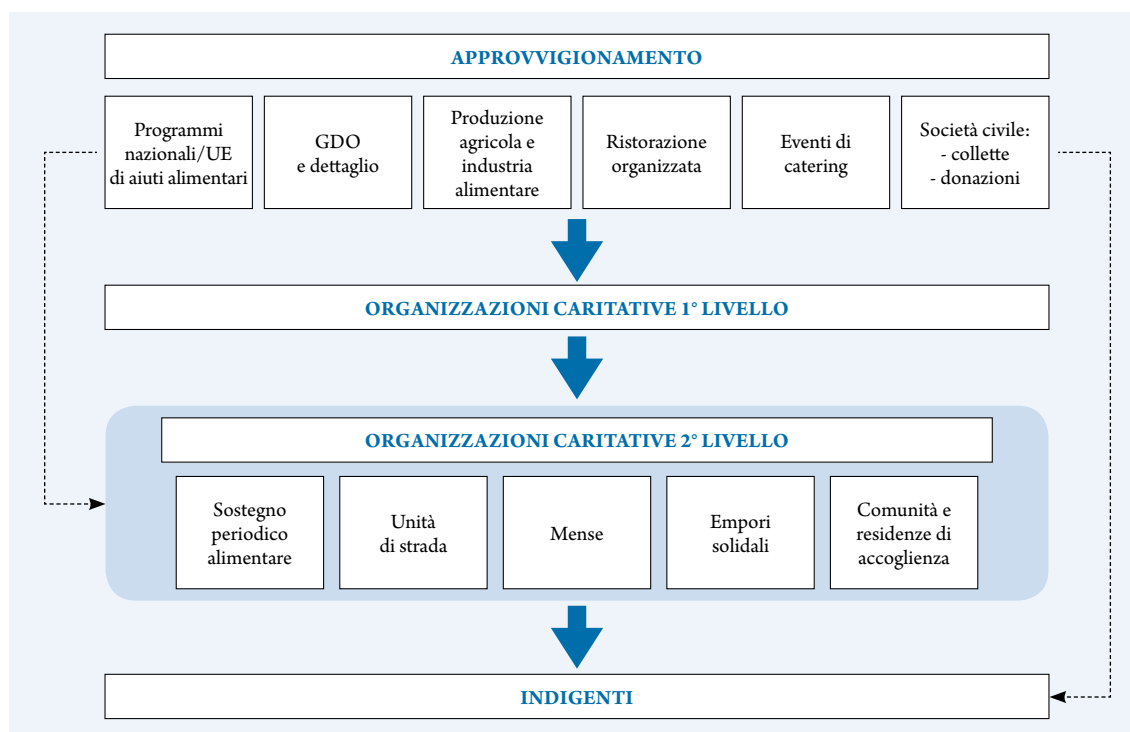 APPROVVIGIONAMENTO
Programmi
nazionali/UE
di aiuti alimentari
GDO
e dettaglio
Produzione
agricola e
industria
alimentare
Ristorazione
organizzata
Eventi di
catering
Società civile:
- collette
- donazioni
ORGANIZZAZIONI CARITATIVE 1° LIVELLO
ORGANIZZAZIONI CARITATIVE 2° LIVELLO
Sostegno
periodico
alimentare
Unità
di strada
Mense
Empori
solidali
Comunità e
residenze di
accoglienza
INDIGENTI